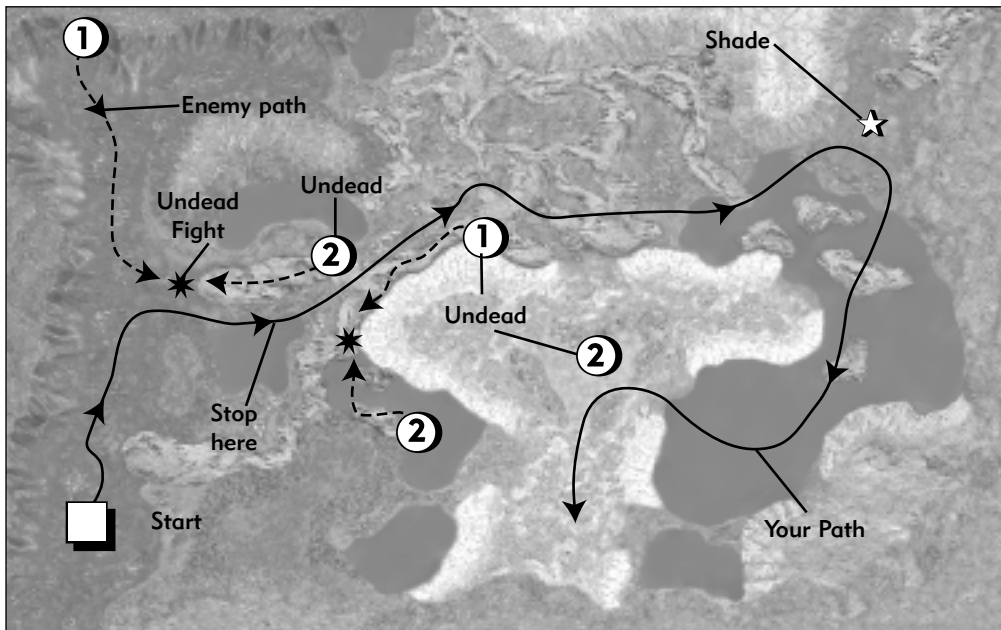 1
Shade
Enemy path
Undead
Fight
Undead
2
1
Undead
2
Stop
here
2
Start
Your Path